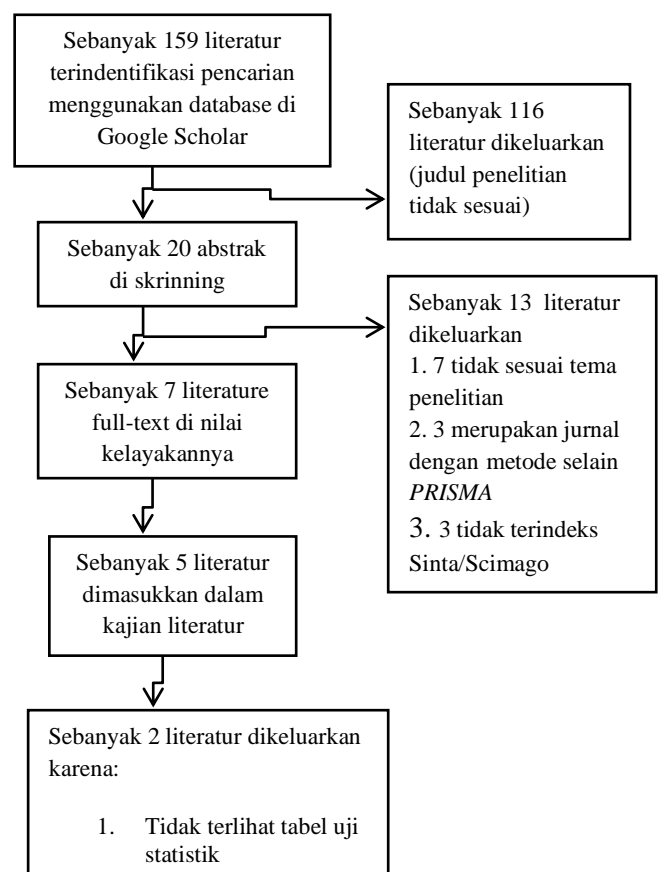 Sebanyak 159 literatur
terindentifikasi pencarian
menggunakan database di
Google Scholar
Sebanyak 116
literatur dikeluarkan
(judul penelitian
tidak sesuai)
Sebanyak 20 abstrak
di skrinning
Sebanyak 13 literatur
dikeluarkan
1. 7 tidak sesuai tema
penelitian
2. 3 merupakan jurnal
dengan metode selain
PRISMA
3. 3 tidak terindeks
Sinta/Scimago
Sebanyak 7 literature
full-text di nilai
kelayakannya
Sebanyak 5 literatur
dimasukkan dalam
kajian literatur
Sebanyak 2 literatur dikeluarkan
karena:
1. Tidak terlihat tabel uji
statistik